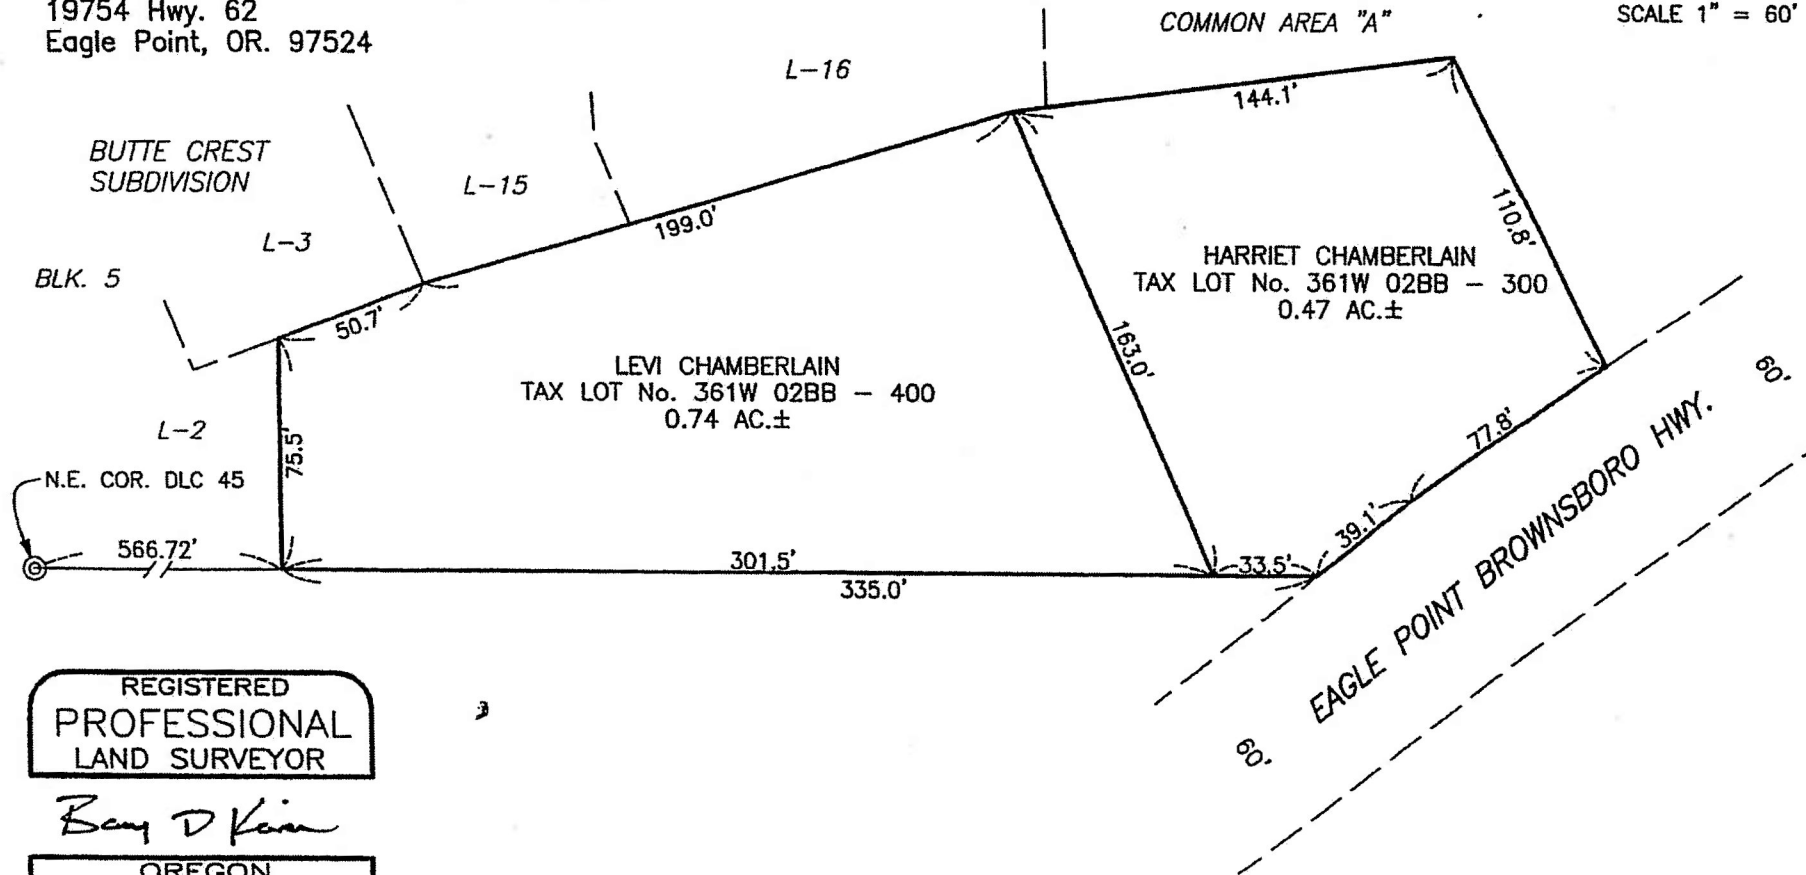 19754 Hwy. 62
Eagle Point, OR. 97524
COMMON AREA "A"
SCALE 1" = 60'
L-16
144.1'
BUTTE CREST
SUBDIVISION
L-15
199.0'
110.8'
L-3
BLK. 5
50.7'
HARRIET CHAMBERLAIN
TAX LOT No. 361W 02BB - 300
0.47 AC.±
163.0'
LEVI CHAMBERLAIN
TAX LOT No. 361W 02BB - 400
0.74 AC.±
60'
77.8'
L-2
75.5'
N.E. COR. DLC 45
39.1'
566.72'
301.5'
33.5'
335.0'
EAGLE POINT BROWNSBORO HWY.
60'
REGISTERED
PROFESSIONAL
LAND SURVEYOR
OREGON